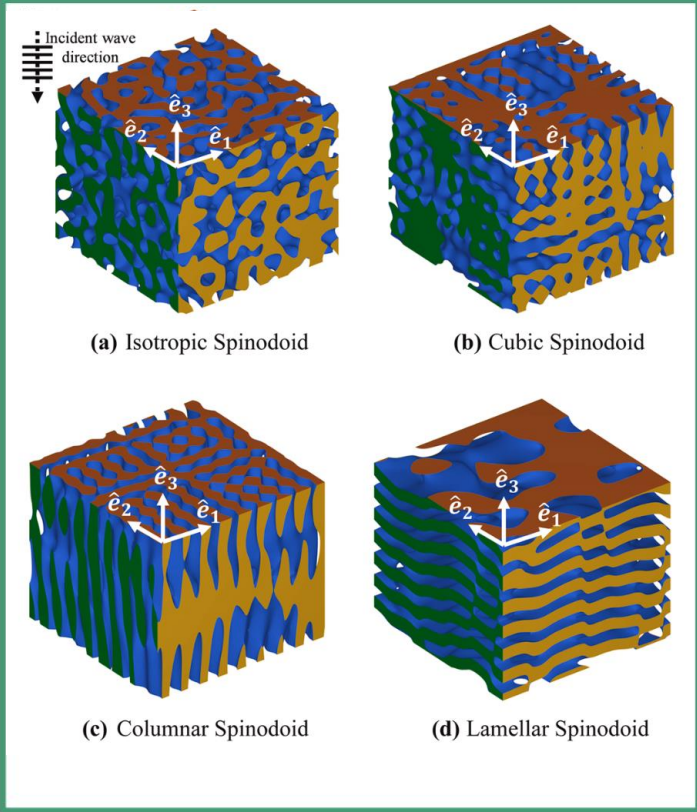 Incident wave
direction
ê₃
ê₂
ê₁
ê₃
ê₂
ê₁
(a) Isotropic Spinodoid
(b) Cubic Spinodoid
ê₃
ê₂
ê₁
ê₃
ê₂
ê₁
(c) Columnar Spinodoid
(d) Lamellar Spinodoid